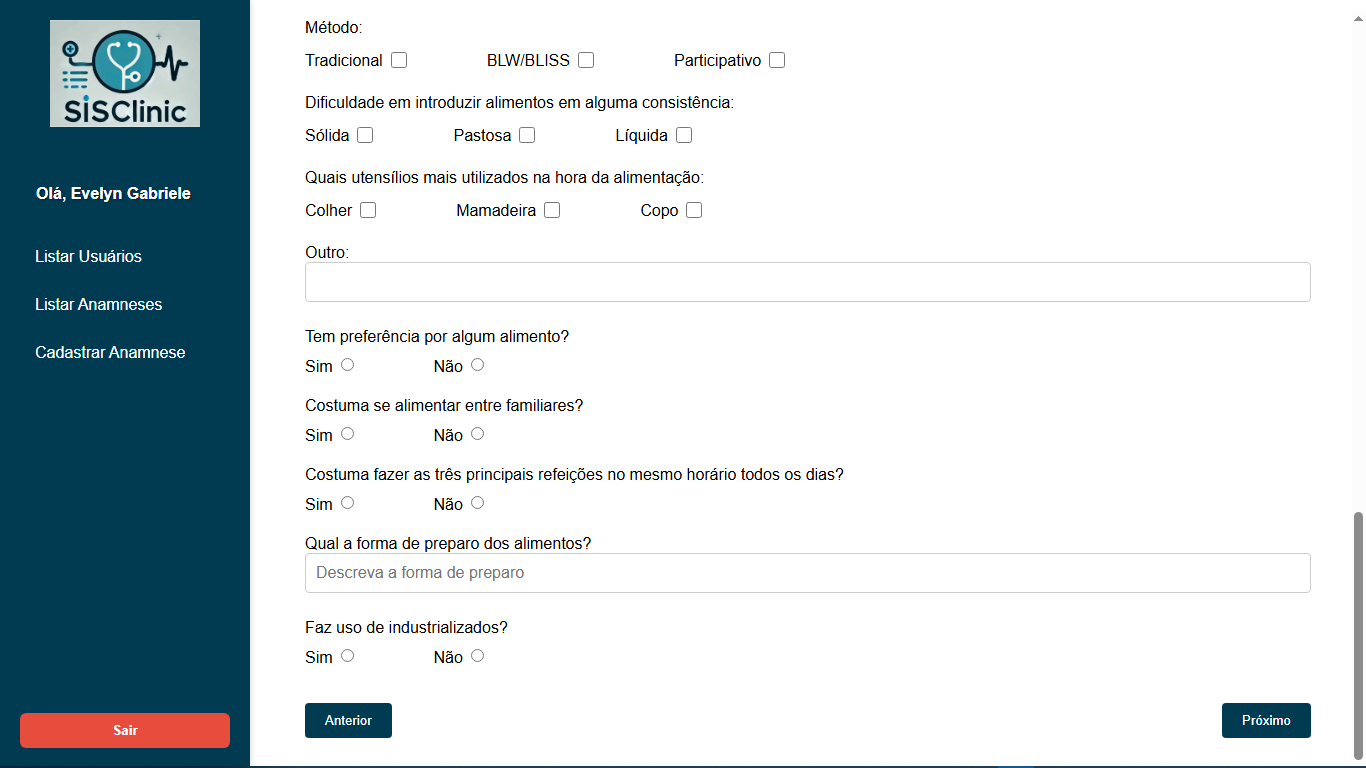 SiSClinic
Olá, Evelyn Gabriele
Listar Usuários
Listar Anamneses
Cadastrar Anamnese
Sair
Método:
Tradicional BLW/BLISS Participativo
Dificuldade em introduzir alimentos em alguma consistência:
Sólida Pastosa Líquida
Quais utensílios mais utilizados na hora da alimentação:
Colher Mamadeira Copo
Outro:
Tem preferência por algum alimento?
Sim Não
Costuma se alimentar entre familiares?
Sim Não
Costuma fazer as três principais refeições no mesmo horário todos os dias?
Sim Não
Qual a forma de preparo dos alimentos?
Descreva a forma de preparo
Faz uso de industrializados?
Sim Não
Anterior Próximo